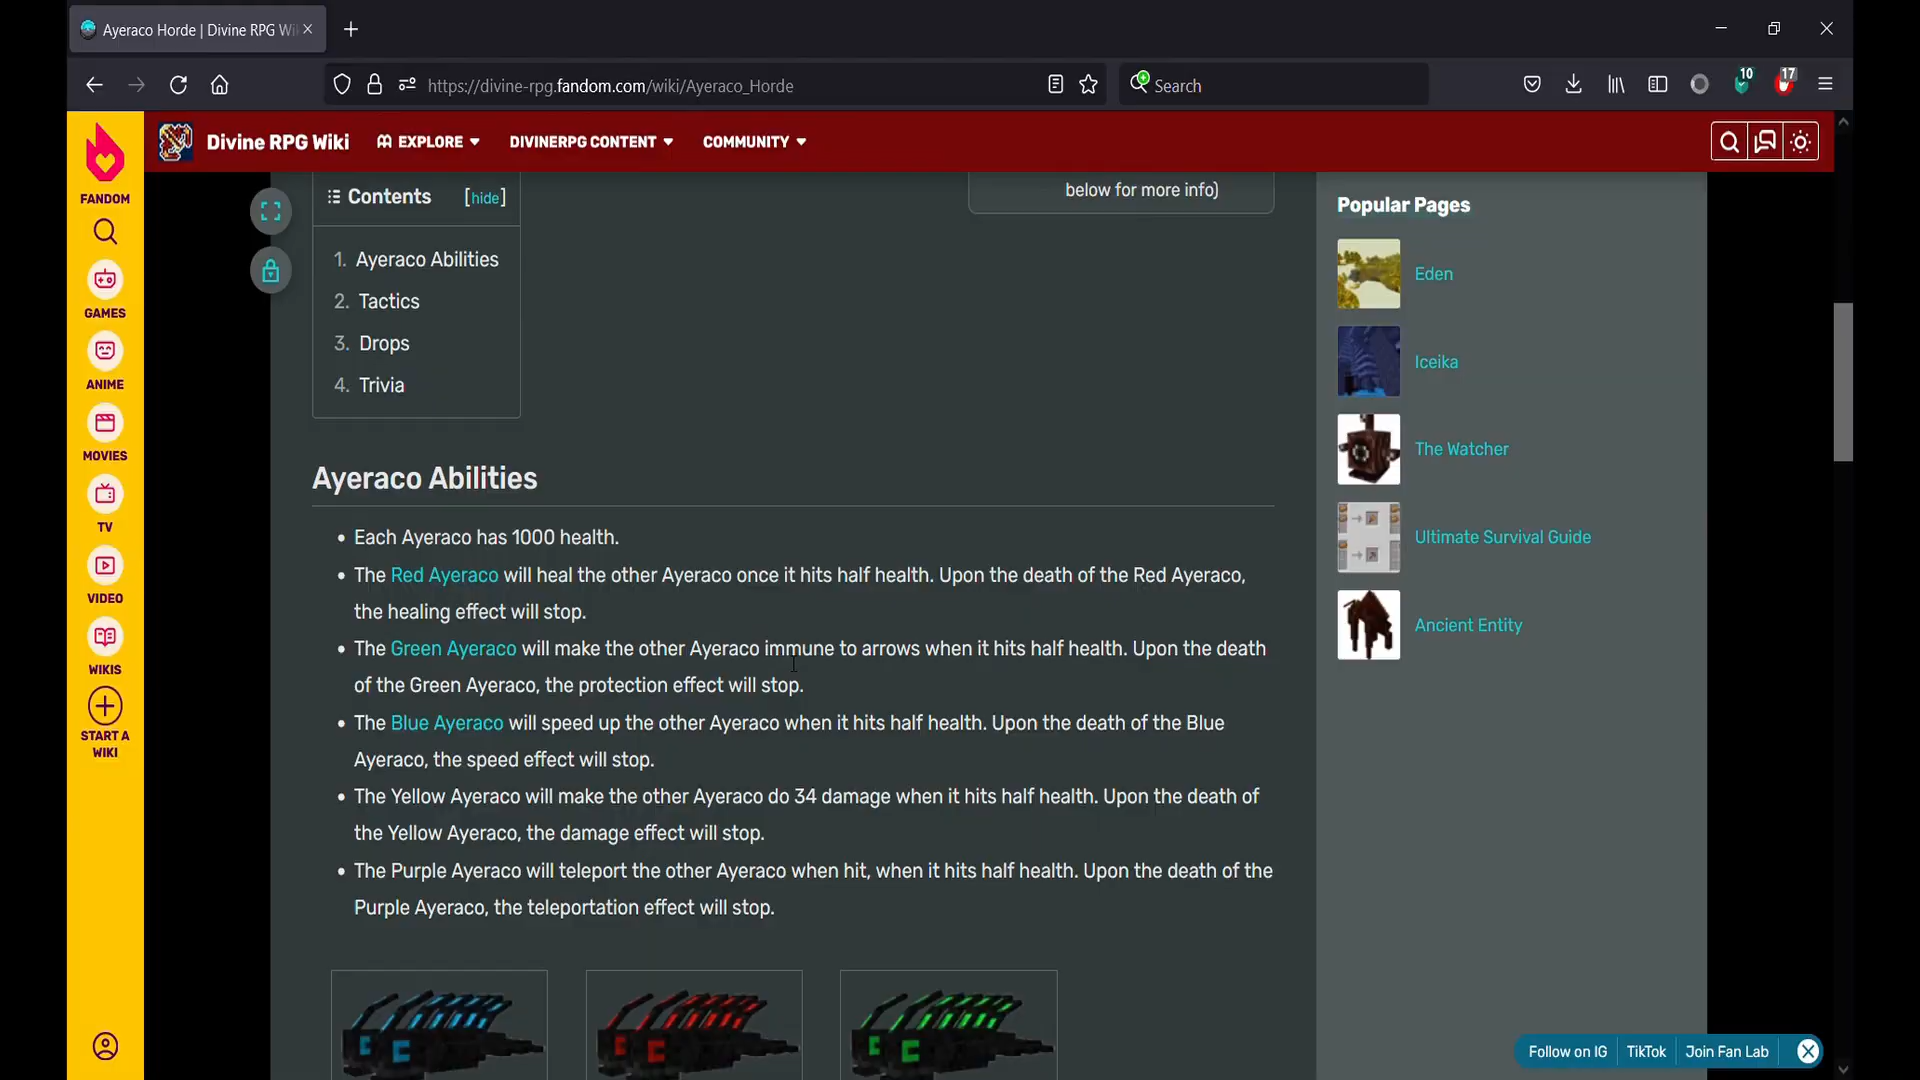 Ayeraco Horde | Divine RPG Wi
https://divine-rpg.fandom.com/wiki/Ayeraco_Horde
Search
10
17
FANDOM
GAMES
ANIME
MOVIES
TV
VIDEO
WIKIS
START A
WIKI
Divine RPG Wiki
EXPLORE
DIVINERPG CONTENT
COMMUNITY
Contents [hide]
1. Ayeraco Abilities
2. Tactics
3. Drops
4. Trivia
below for more info)
Ayeraco Abilities
• Each Ayeraco has 1000 health.
• The Red Ayeraco will heal the other Ayeraco once it hits half health. Upon the death of the Red Ayeraco,
the healing effect will stop.
• The Green Ayeraco will make the other Ayeraco immune to arrows when it hits half health. Upon the death
of the Green Ayeraco, the protection effect will stop.
• The Blue Ayeraco will speed up the other Ayeraco when it hits half health. Upon the death of the Blue
Ayeraco, the speed effect will stop.
• The Yellow Ayeraco will make the other Ayeraco do 34 damage when it hits half health. Upon the death of
the Yellow Ayeraco, the damage effect will stop.
• The Purple Ayeraco will teleport the other Ayeraco when hit, when it hits half health. Upon the death of the
Purple Ayeraco, the teleportation effect will stop.
Popular Pages
Eden
Iceika
The Watcher
Ultimate Survival Guide
Ancient Entity
Follow on IG
TikTok
Join Fan Lab